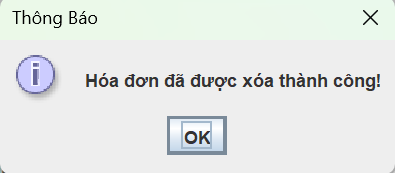 Thông Báo
Hóa đơn đã được xóa thành công!
OK